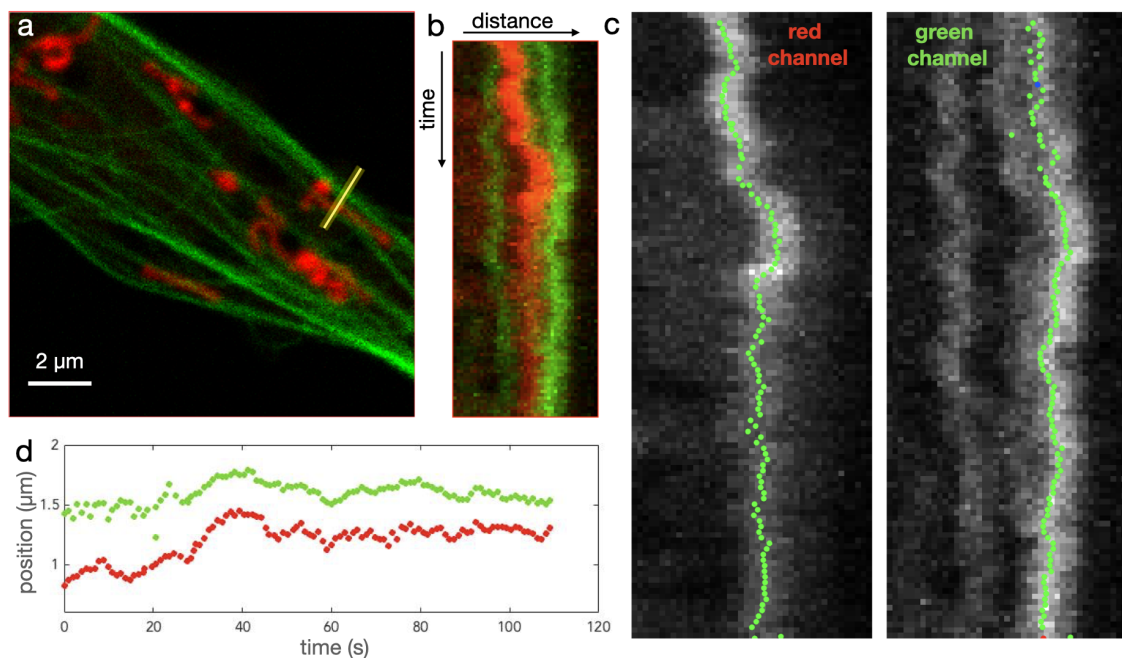 a
2 µm
b
distance
time
c
red
channel
green
channel
d
position (µm)
2
1.5
1
0
20
40
60
80
100
120
time (s)